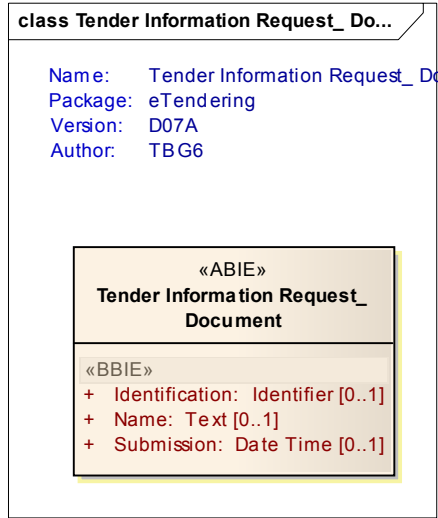 class Tender Information Request_ Do...
Name: Tender Information Request_ Do
Package: eTendering
Version: D07A
Author: TBG6
«ABIE»
Tender Information Request_
Document
«BBIE»
+ Identification: Identifier [0..1]
+ Name: Text [0..1]
+ Submission: Date Time [0..1]